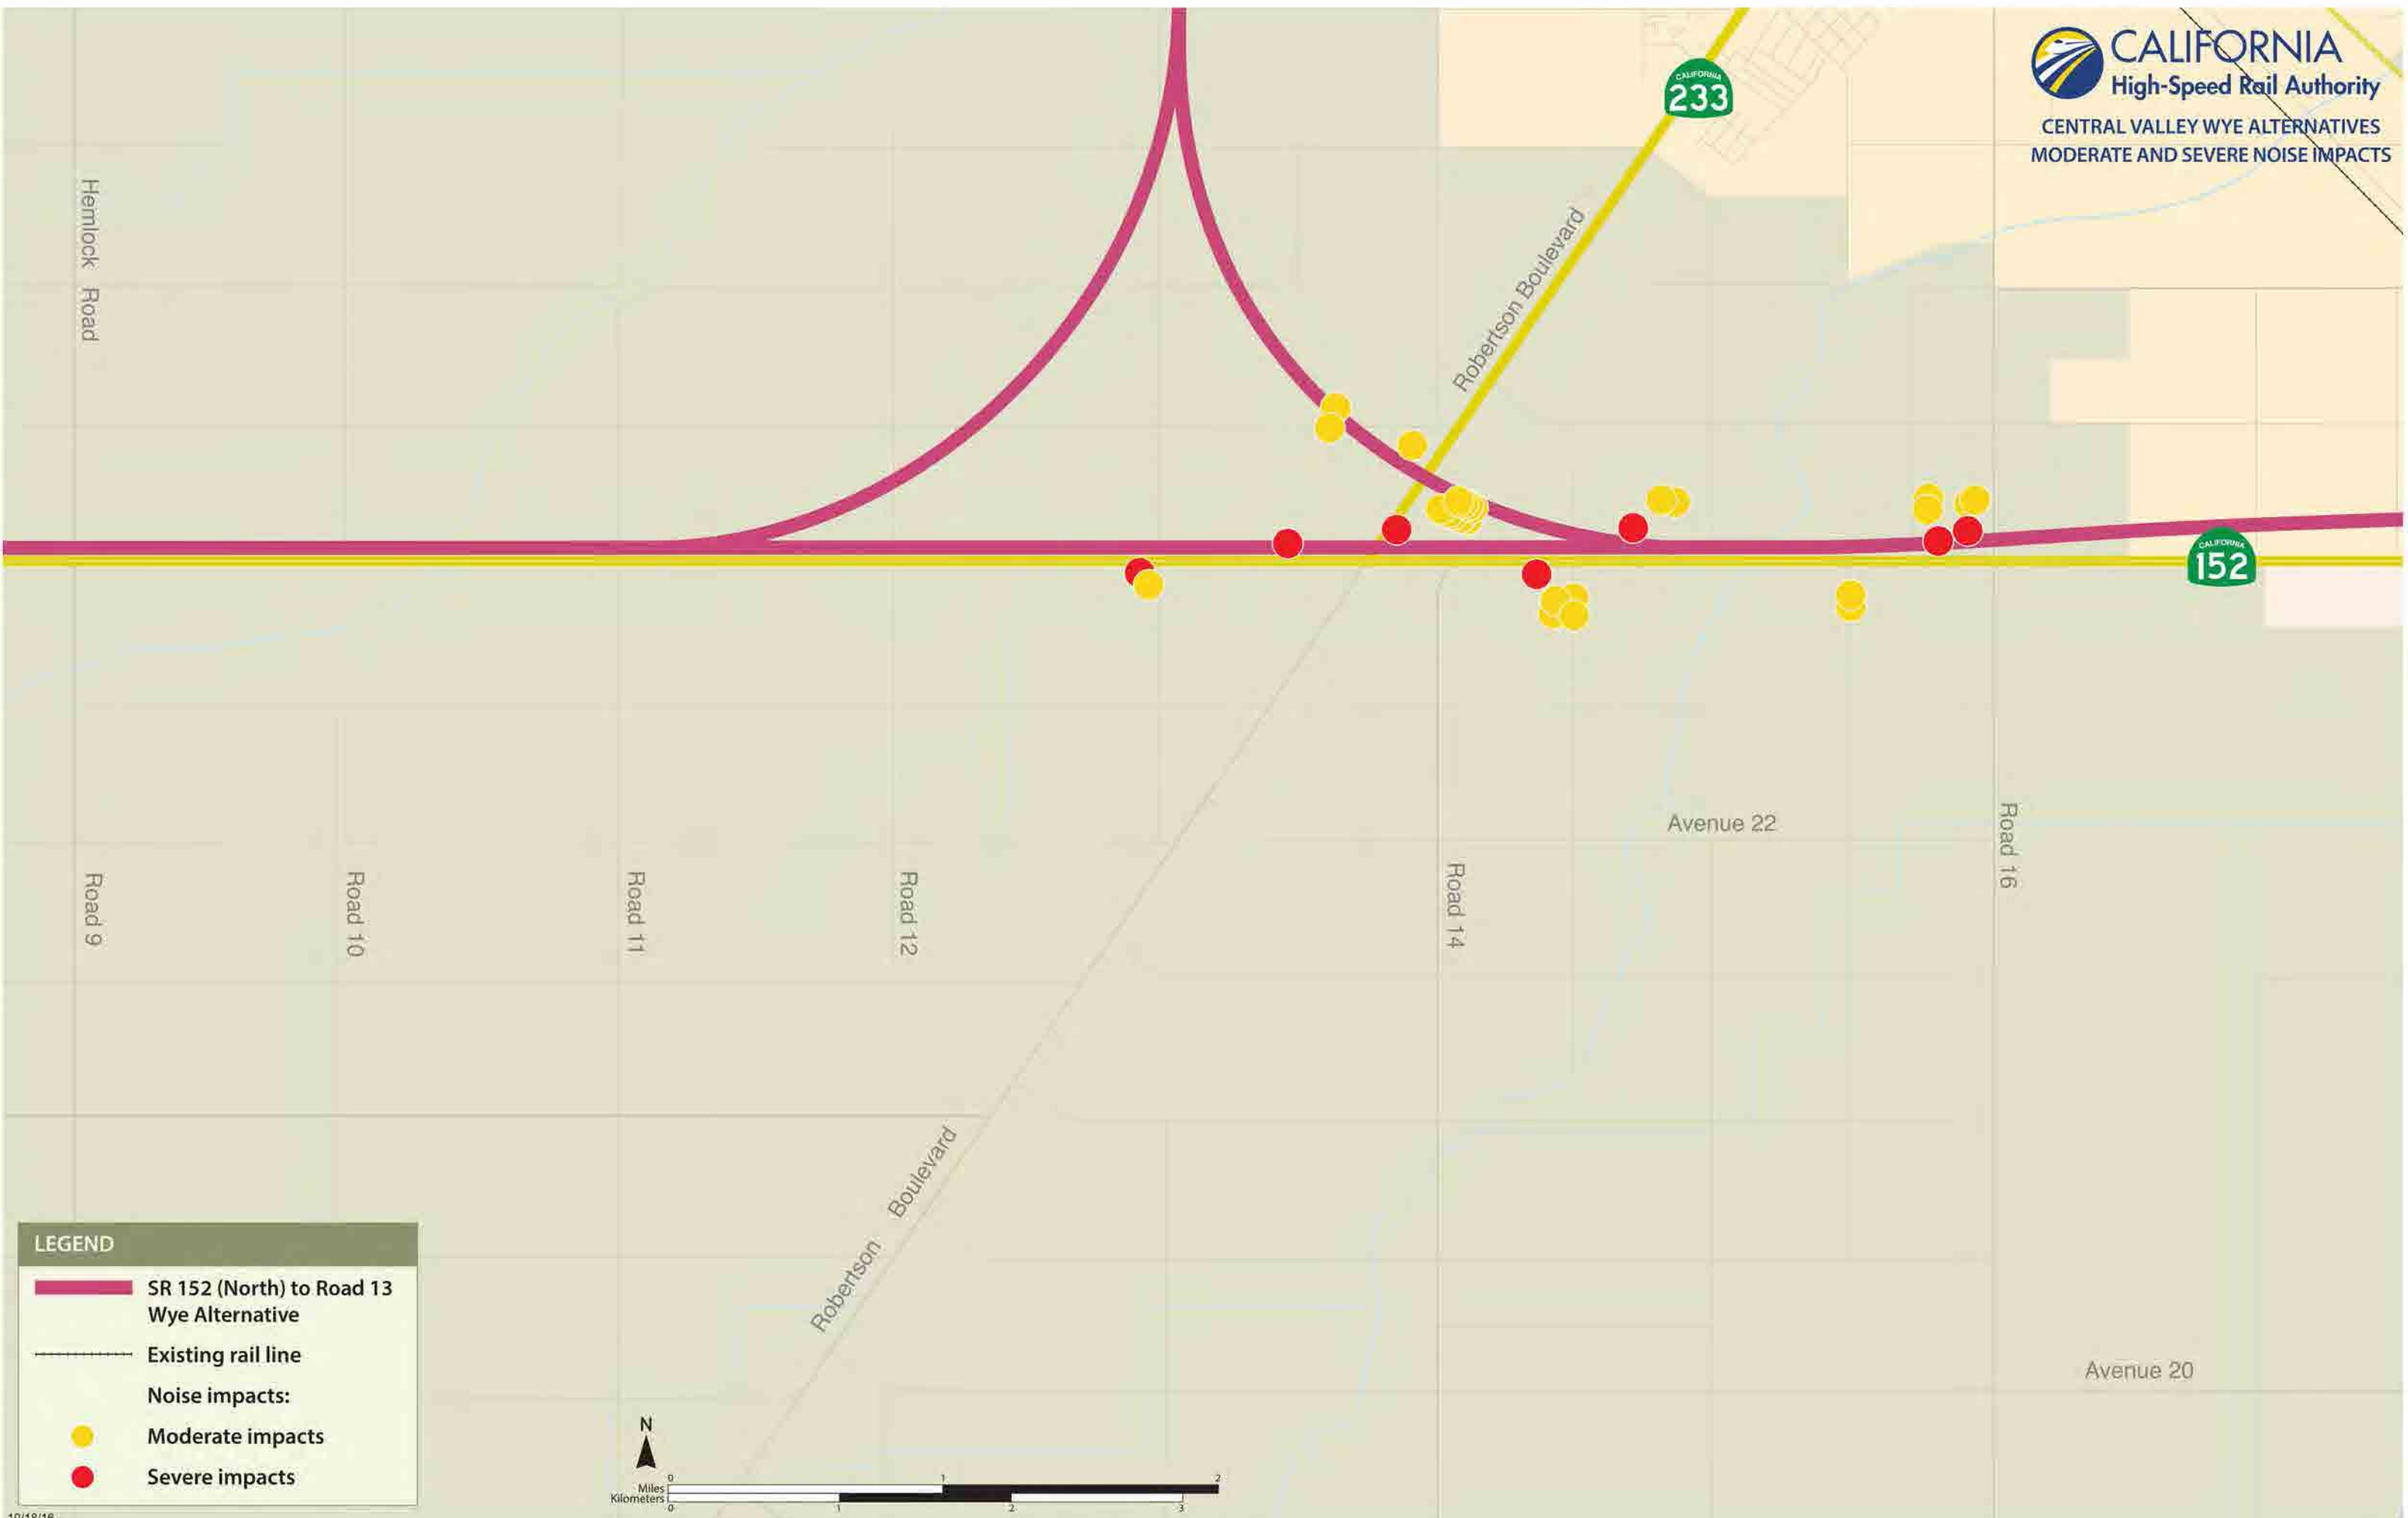 CALIFORNIA
High-Speed Rail Authority
CENTRAL VALLEY WYE ALTERNATIVES
MODERATE AND SEVERE NOISE IMPACTS
CALIFORNIA
233
Hemlock Road
Robertson Boulevard
CALIFORNIA
152
Avenue 22
Road 16
Road 9
Road 10
Road 11
Road 12
Road 14
Robertson Boulevard
Avenue 20
LEGEND
SR 152 (North) to Road 13
Wye Alternative
Existing rail line
Noise impacts:
Moderate impacts
Severe impacts
N
0 1 2
Miles
Kilometers
0 1 2 3